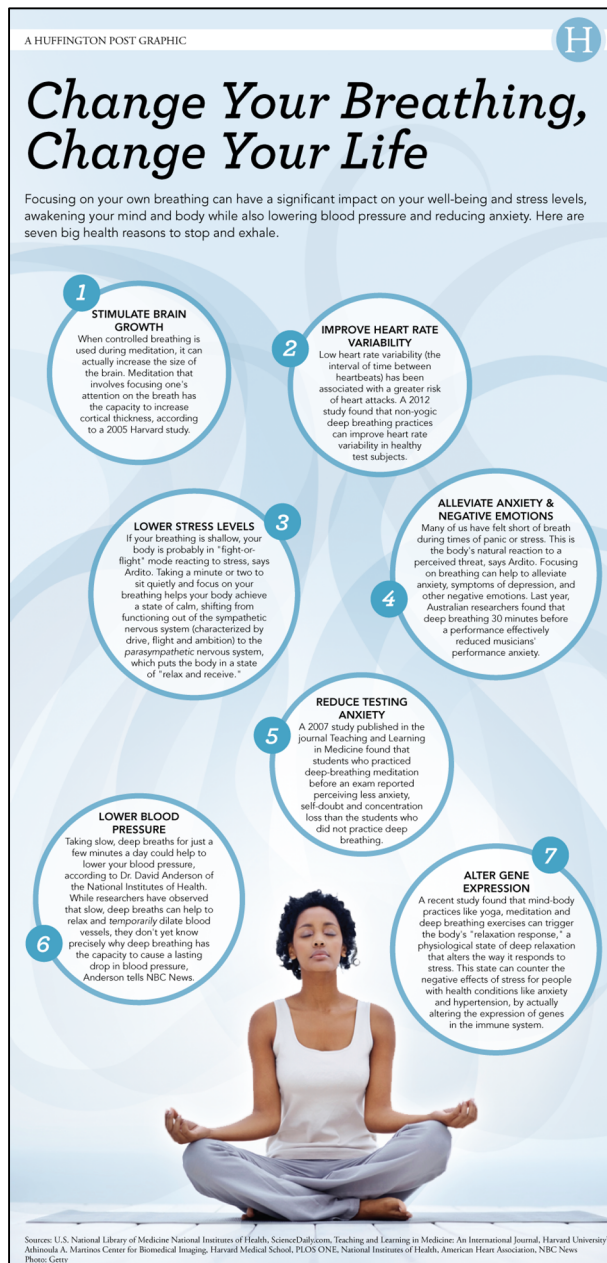 A HUFFINGTON POST GRAPHIC
H
Change Your Breathing,
Change Your Life
Focusing on your own breathing can have a significant impact on your well-being and stress levels,
awakening your mind and body while also lowering blood pressure and reducing anxiety. Here are
seven big health reasons to stop and exhale.
1
STIMULATE BRAIN
GROWTH
When controlled breathing is
used during meditation, it can
actually increase the size of
the brain. Meditation that
involves focusing one's
attention on the breath has
the capacity to increase
cortical thickness, according
to a 2005 Harvard study.
2
IMPROVE HEART RATE
VARIABILITY
Low heart rate variability (the
interval of time between
heartbeats) has been
associated with a greater risk
of heart attacks. A 2012
study found that non-yogic
deep breathing practices
can improve heart rate
variability in healthy
test subjects.
3
LOWER STRESS LEVELS
If your breathing is shallow, your
body is probably in "fight-or-
flight" mode reacting to stress, says
Ardito. Taking a minute or two to
sit quietly and focus on your
breathing helps your body achieve
a state of calm, shifting from
functioning out of the sympathetic
nervous system (characterized by
drive, flight and ambition) to the
parasympathetic nervous system,
which puts the body in a state
of "relax and receive."
4
ALLEVIATE ANXIETY &
NEGATIVE EMOTIONS
Many of us have felt short of breath
during times of panic or stress. This is
the body's natural reaction to a
perceived threat, says Ardito. Focusing
on breathing can help to alleviate
anxiety, symptoms of depression, and
other negative emotions. Last year,
Australian researchers found that
deep breathing 30 minutes before
a performance effectively
reduced musicians'
performance anxiety.
5
REDUCE TESTING
ANXIETY
A 2007 study published in the
journal Teaching and Learning
in Medicine found that
students who practiced
deep-breathing meditation
before an exam reported
perceiving less anxiety,
self-doubt and concentration
loss than the students who
did not practice deep
breathing.
6
LOWER BLOOD
PRESSURE
Taking slow, deep breaths for just a
few minutes a day could help to
lower your blood pressure,
according to Dr. David Anderson of
the National Institutes of Health.
While researchers have observed
that slow, deep breaths can help to
relax and temporarily dilate blood
vessels, they don't yet know
precisely why deep breathing has
the capacity to cause a lasting
drop in blood pressure,
Anderson tells NBC News.
7
ALTER GENE
EXPRESSION
A recent study found that mind-body
practices like yoga, meditation and
deep breathing exercises can trigger
the body's "relaxation response," a
physiological state of deep relaxation
that alters the way it responds to
stress. This state can counter the
negative effects of stress for people
with health conditions like anxiety
and hypertension, by actually
altering the expression of genes
in the immune system.
Sources: U.S. National Library of Medicine National Institutes of Health, ScienceDaily.com, Teaching and Learning in Medicine: An International Journal, Harvard University
Athinoula A. Martinos Center for Biomedical Imaging, Harvard Medical School, PLOS ONE, National Institutes of Health, American Heart Association, NBC News
Photo: Getty